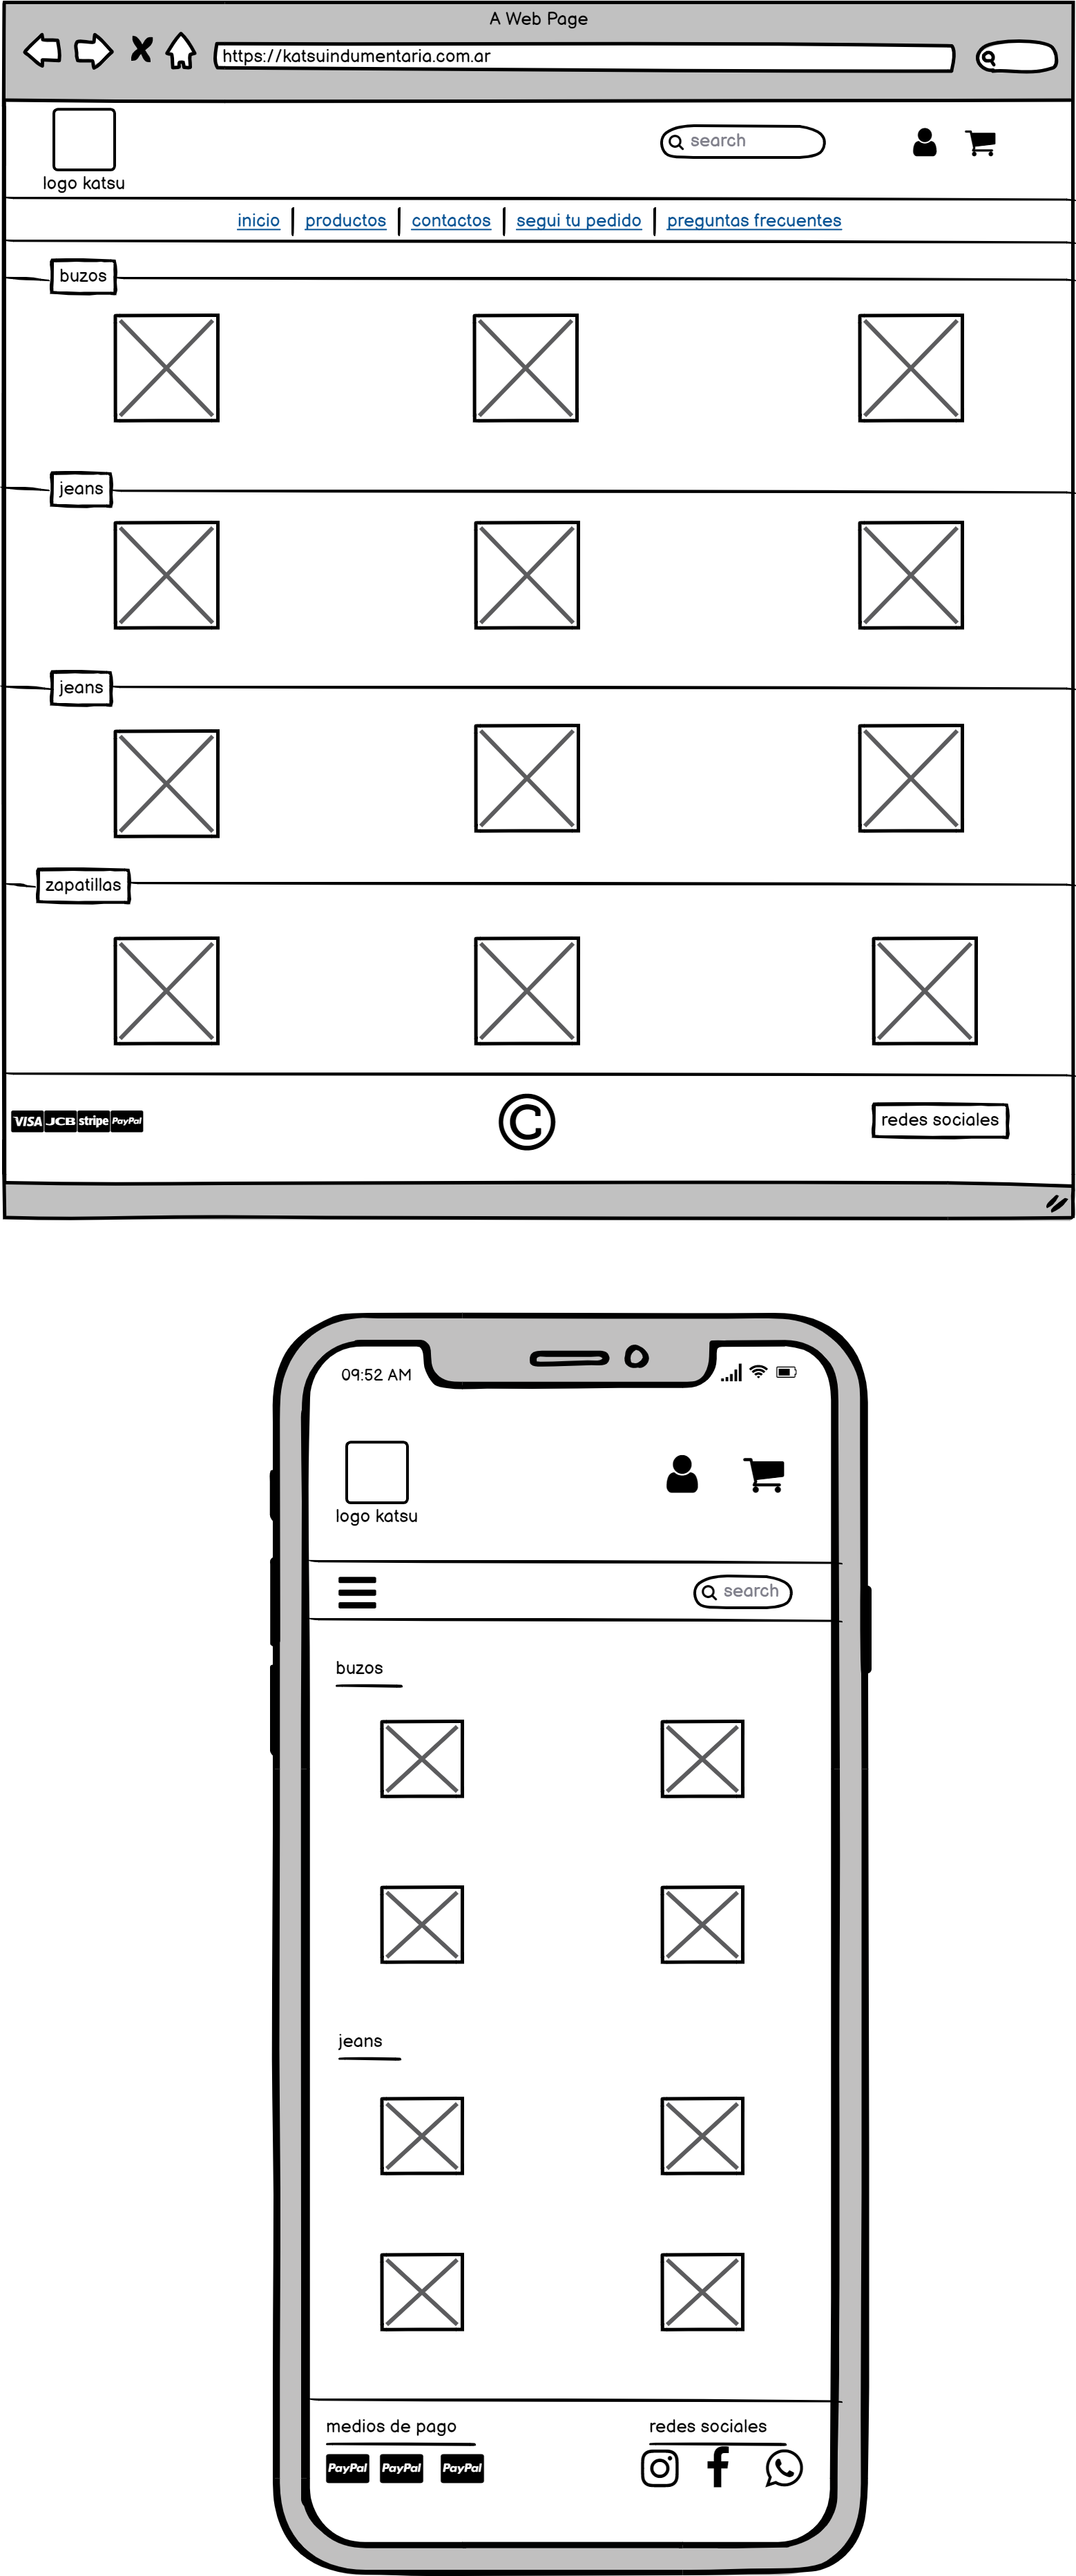 A Web Page
https://katsuindumentaria.com.ar
search
logo katsu
inicio productos contactos segui tu pedido preguntas frecuentes
buzos
jeans
jeans
zapatillas
VISA JCB stripe PayPal © redes sociales
09:52 AM
logo katsu
search
buzos
jeans
medios de pago redes sociales
PayPal PayPal PayPal